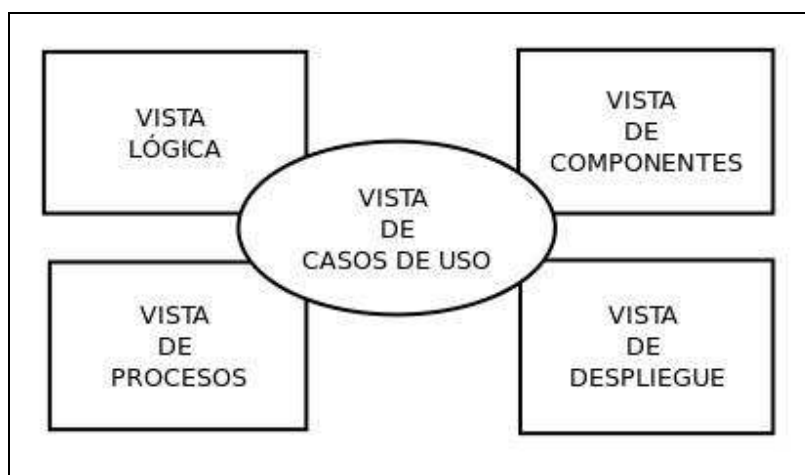 VISTA
LÓGICA
VISTA
DE
COMPONENTES
VISTA
DE
CASOS DE USO
VISTA
DE
PROCESOS
VISTA
DE
DESPLIEGUE